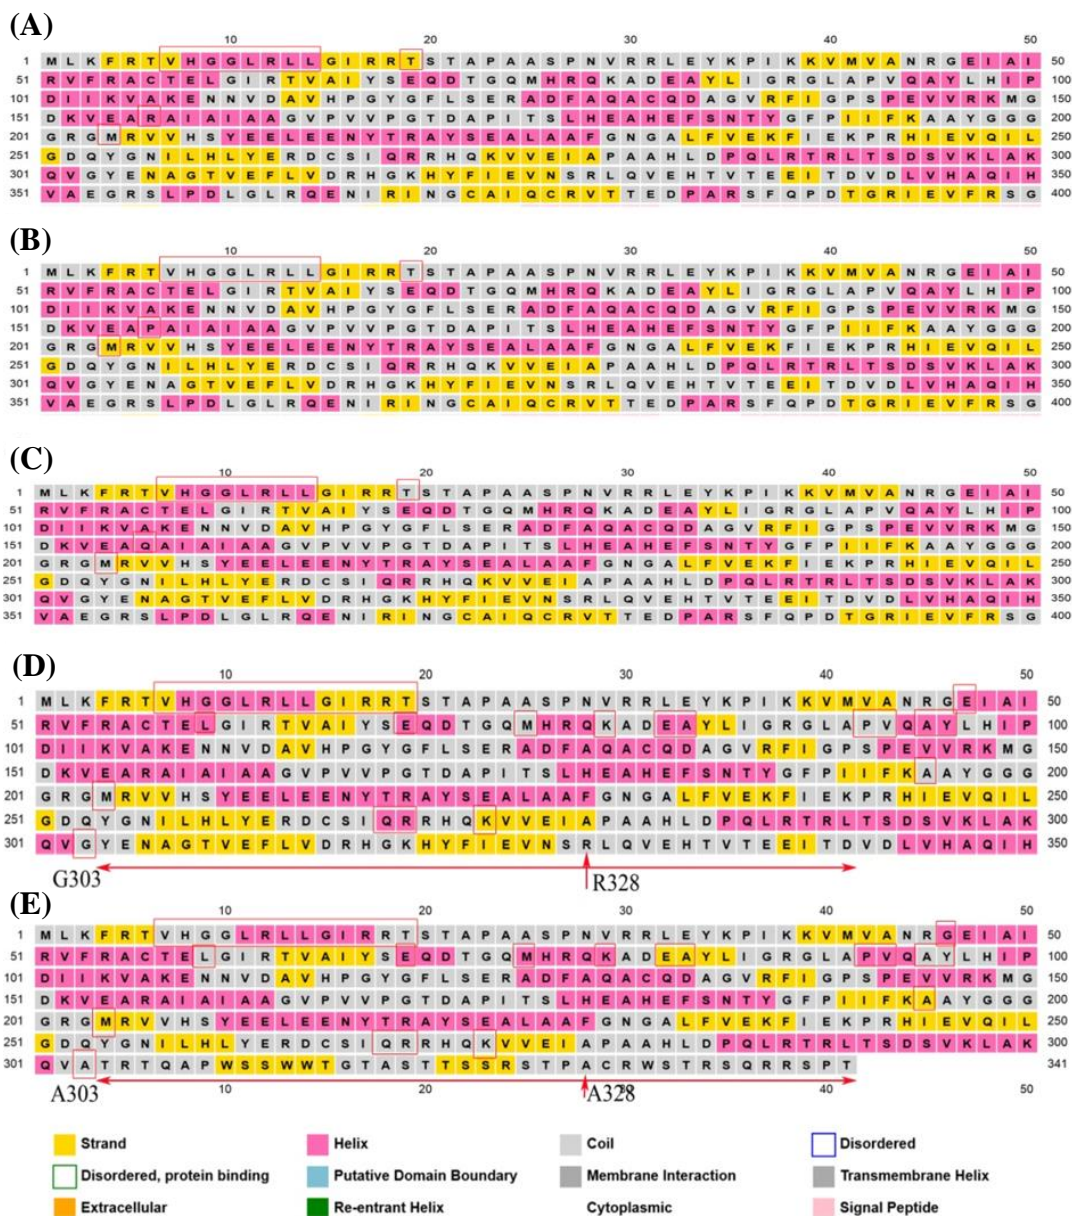 (A)
10 20 30 40 50
1 M L K F R T V H G G L R L L G I R R T S T A P A A S P N V R R L E Y K P I K K V M V A N R G E I A I 50
51 R V F R A C T E L G I R T V A I Y S E Q D T G Q M H R Q K A D E A Y L I G R G L A P V Q A Y L H I P 100
101 D I I K V A K E N N V D A V H P G Y G F L S E R A D F A Q A C Q D A G V R F I G P S P E V V R K M G 150
151 D K V E A R A I A I A A G V P V V P G T D A P I T S L H E A H E F S N T Y G F P I I F K A A Y G G G 200
201 G R G M R V V H S Y E E L E E N Y T R A Y S E A L A A F G N G A L F V E K F I E K P R H I E V Q I L 250
251 G D Q Y G N I L H L Y E R D C S I Q R R H Q K V V E I A P A A H L D P Q L R T R L T S D S V K L A K 300
301 Q V G Y E N A G T V E F L V D R H G K H Y F I E V N S R L Q V E H T V T E E I T D V D L V H A Q I H 350
351 V A E G R S L P D L G L R Q E N I R I N G C A I Q C R V T T E D P A R S F Q P D T G R I E V F R S G 400
(B)
10 20 30 40 50
1 M L K F R T V H G G L R L L G I R R T S T A P A A S P N V R R L E Y K P I K K V M V A N R G E I A I 50
51 R V F R A C T E L G I R T V A I Y S E Q D T G Q M H R Q K A D E A Y L I G R G L A P V Q A Y L H I P 100
101 D I I K V A K E N N V D A V H P G Y G F L S E R A D F A Q A C Q D A G V R F I G P S P E V V R K M G 150
151 D K V E A P A I A I A A G V P V V P G T D A P I T S L H E A H E F S N T Y G F P I I F K A A Y G G G 200
201 G R G M R V V H S Y E E L E E N Y T R A Y S E A L A A F G N G A L F V E K F I E K P R H I E V Q I L 250
251 G D Q Y G N I L H L Y E R D C S I Q R R H Q K V V E I A P A A H L D P Q L R T R L T S D S V K L A K 300
301 Q V G Y E N A G T V E F L V D R H G K H Y F I E V N S R L Q V E H T V T E E I T D V D L V H A Q I H 350
351 V A E G R S L P D L G L R Q E N I R I N G C A I Q C R V T T E D P A R S F Q P D T G R I E V F R S G 400
(C)
10 20 30 40 50
1 M L K F R T V H G G L R L L G I R R T S T A P A A S P N V R R L E Y K P I K K V M V A N R G E I A I 50
51 R V F R A C T E L G I R T V A I Y S E Q D T G Q M H R Q K A D E A Y L I G R G L A P V Q A Y L H I P 100
101 D I I K V A K E N N V D A V H P G Y G F L S E R A D F A Q A C Q D A G V R F I G P S P E V V R K M G 150
151 D K V E A Q A I A I A A G V P V V P G T D A P I T S L H E A H E F S N T Y G F P I I F K A A Y G G G 200
201 G R G M R V V H S Y E E L E E N Y T R A Y S E A L A A F G N G A L F V E K F I E K P R H I E V Q I L 250
251 G D Q Y G N I L H L Y E R D C S I Q R R H Q K V V E I A P A A H L D P Q L R T R L T S D S V K L A K 300
301 Q V G Y E N A G T V E F L V D R H G K H Y F I E V N S R L Q V E H T V T E E I T D V D L V H A Q I H 350
351 V A E G R S L P D L G L R Q E N I R I N G C A I Q C R V T T E D P A R S F Q P D T G R I E V F R S G 400
(D)
10 20 30 40 50
1 M L K F R T V H G G L R L L G I R R T S T A P A A S P N V R R L E Y K P I K K V M V A N R G E I A I 50
51 R V F R A C T E L G I R T V A I Y S E Q D T G Q M H R Q K A D E A Y L I G R G L A P V Q A Y L H I P 100
101 D I I K V A K E N N V D A V H P G Y G F L S E R A D F A Q A C Q D A G V R F I G P S P E V V R K M G 150
151 D K V E A R A I A I A A G V P V V P G T D A P I T S L H E A H E F S N T Y G F P I I F K A A Y G G G 200
201 G R G M R V V H S Y E E L E E N Y T R A Y S E A L A A F G N G A L F V E K F I E K P R H I E V Q I L 250
251 G D Q Y G N I L H L Y E R D C S I Q R R H Q K V V E I A P A A H L D P Q L R T R L T S D S V K L A K 300
301 Q V G Y E N A G T V E F L V D R H G K H Y F I E V N S R L Q V E H T V T E E I T D V D L V H A Q I H 350
G303 R328
(E)
10 20 30 40 50
1 M L K F R T V H G G L R L L G I R R T S T A P A A S P N V R R L E Y K P I K K V M V A N R G E I A I 50
51 R V F R A C T E L G I R T V A I Y S E Q D T G Q M H R Q K A D E A Y L I G R G L A P V Q A Y L H I P 100
101 D I I K V A K E N N V D A V H P G Y G F L S E R A D F A Q A C Q D A G V R F I G P S P E V V R K M G 150
151 D K V E A R A I A I A A G V P V V P G T D A P I T S L H E A H E F S N T Y G F P I I F K A A Y G G G 200
201 G R G M R V V H S Y E E L E E N Y T R A Y S E A L A A F G N G A L F V E K F I E K P R H I E V Q I L 250
251 G D Q Y G N I L H L Y E R D C S I Q R R H Q K V V E I A P A A H L D P Q L R T R L T S D S V K L A K 300
301 Q V A T R T Q A P W S S W W T G T A S T T S S R S T P A C R W S T R S Q R R S P T 341
A303 10 20 A328 30 40 50
Strand Helix Coil Disordered
Disordered, protein binding Putative Domain Boundary Membrane Interaction Transmembrane Helix
Extracellular Re-entrant Helix Cytoplasmic Signal Peptide